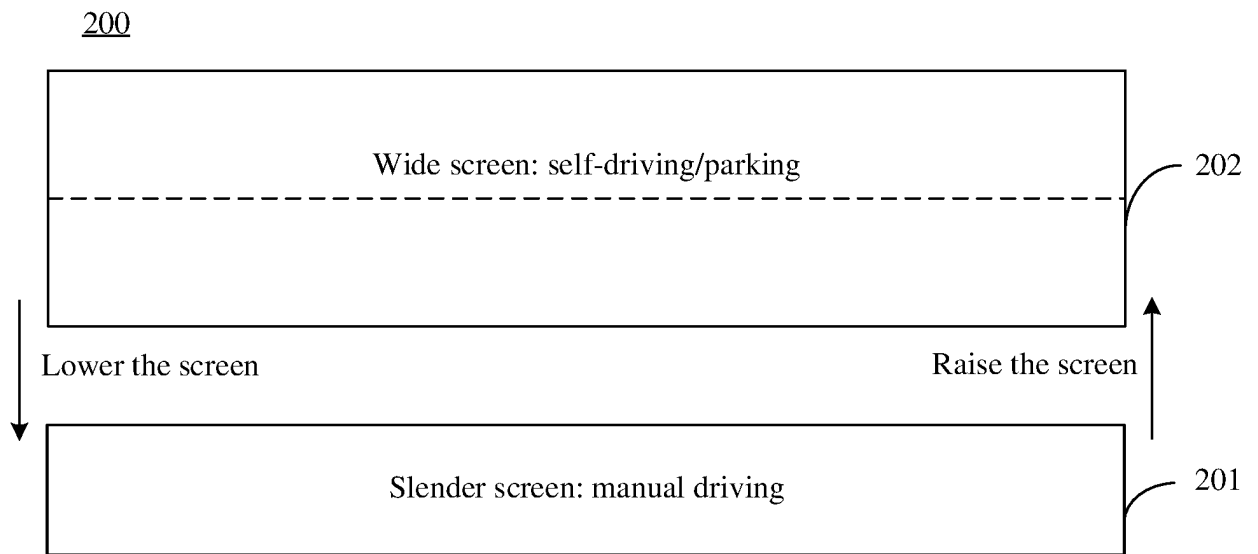 200
Wide screen: self-driving/parking
202
Lower the screen
Raise the screen
Slender screen: manual driving
201